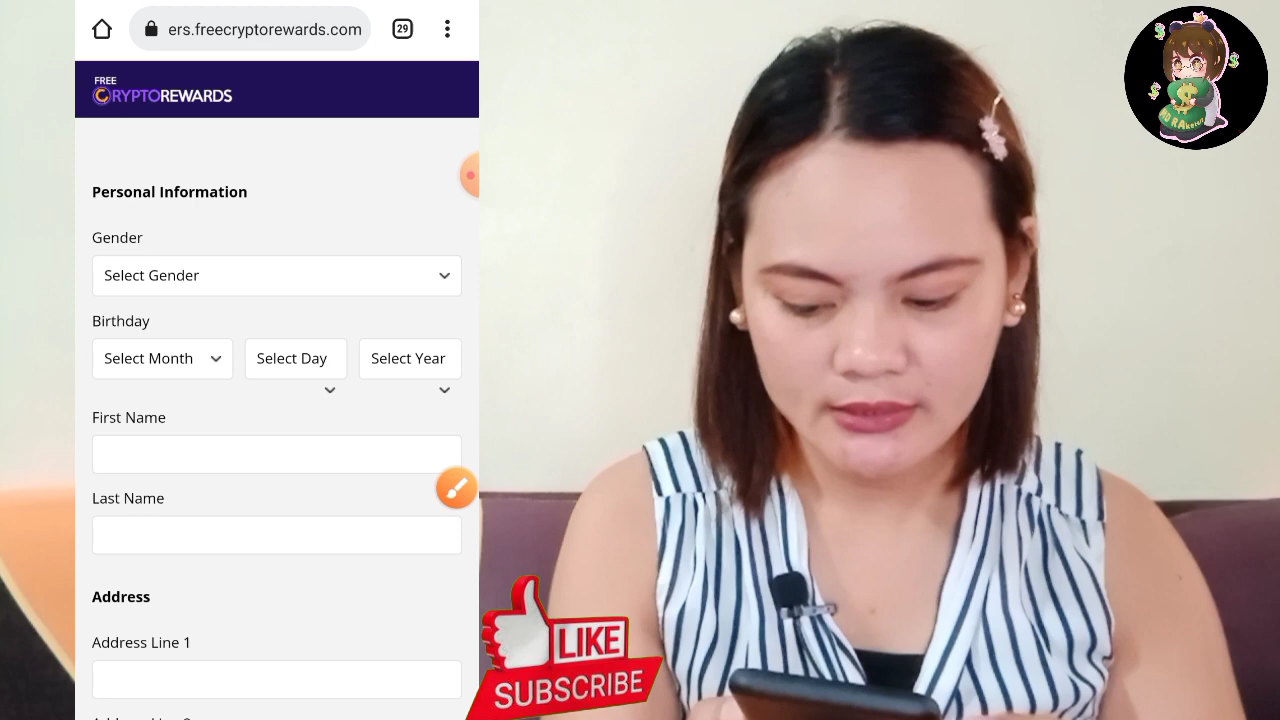 ers.freecryptorewards.com
29
FREE
CRYPTOREWARDS
Personal Information
Gender
Select Gender
Birthday
Select Month
Select Day
Select Year
First Name
Last Name
Address
Address Line 1
LIKE
SUBSCRIBE